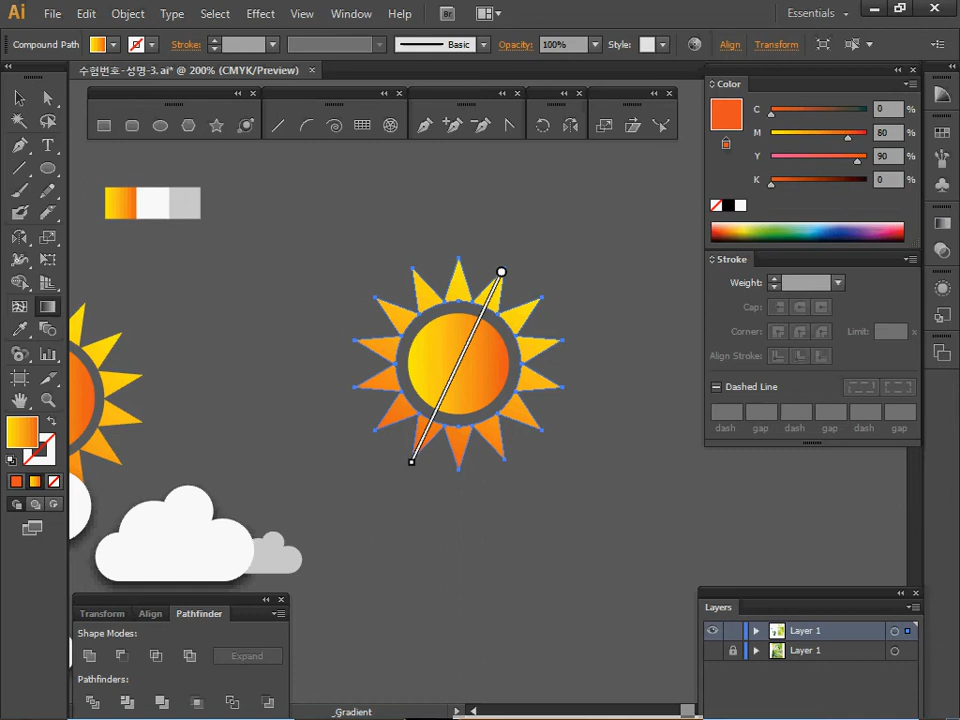 Ai File Edit Object Type Select Effect View Window Help Br Essentials
Compound Path Stroke: Basic Opacity: 100% Style: Align Transform
수험번호-성명-3.ai* @ 200% (CMYK/Preview)
Color
C 0 %
M 60 %
Y 90 %
K 0 %
Stroke
Weight:
Cap:
Corner: Limit: x
Align Stroke:
Dashed Line
dash gap dash gap dash gap
Transform Align Pathfinder
Shape Modes:
Expand
Pathfinders:
Layers
Layer 1
Layer 1
_Gradient